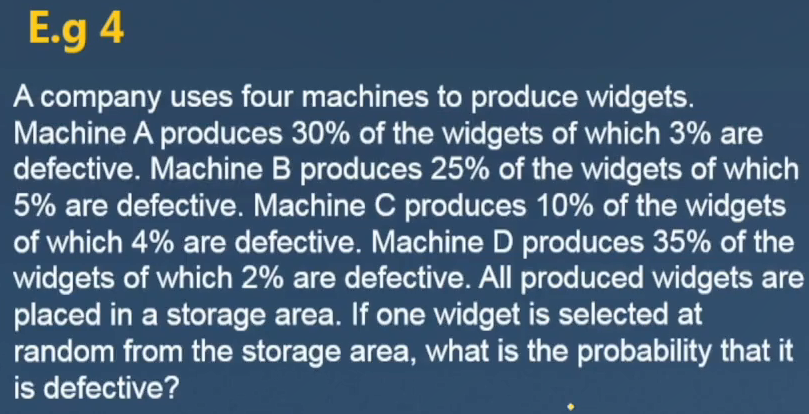 E.g 4
A company uses four machines to produce widgets.
Machine A produces 30% of the widgets of which 3% are
defective. Machine B produces 25% of the widgets of which
5% are defective. Machine C produces 10% of the widgets
of which 4% are defective. Machine D produces 35% of the
widgets of which 2% are defective. All produced widgets are
placed in a storage area. If one widget is selected at
random from the storage area, what is the probability that it
is defective?